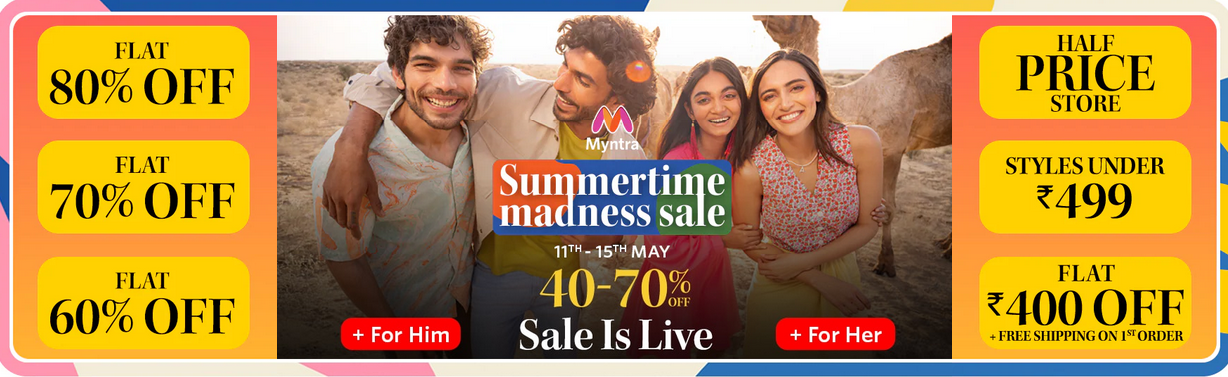 FLAT
80% OFF
FLAT
70% OFF
FLAT
60% OFF
Myntra
Summertime
madness sale
11TH - 15TH MAY
40-70% OFF
Sale Is Live
+ For Him
+ For Her
HALF
PRICE
STORE
STYLES UNDER
₹499
FLAT
₹400 OFF
+ FREE SHIPPING ON 1ST ORDER